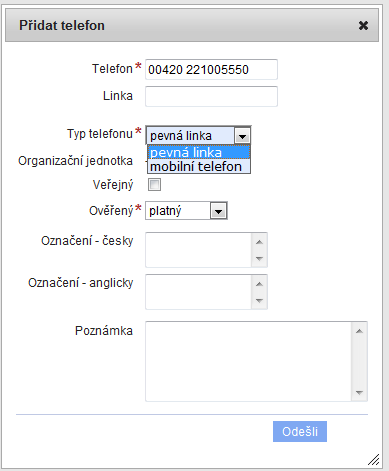 Přidat telefon
Telefon * 00420 221005550
Linka
Typ telefonu * pevná linka
pevná linka
mobilní telefon
Organizační jednotka
Veřejný
Ověřený * platný
Označení - česky
Označení - anglicky
Poznámka
Odešli